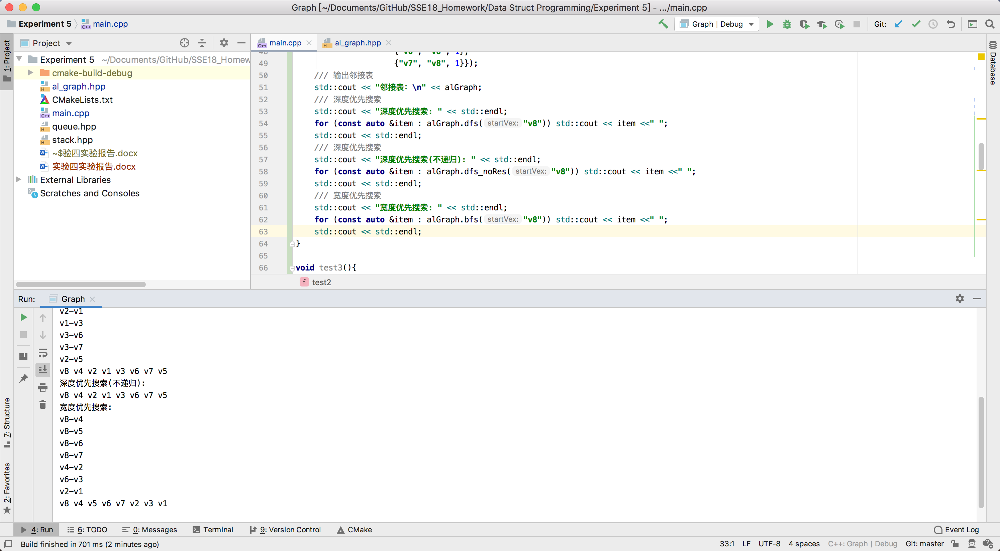 Graph [~/Documents/GitHub/SSE18_Homework/Data Struct Programming/Experiment 5] - .../main.cpp
Experiment 5 main.cpp
Graph | Debug Git:
1: Project
Project
Experiment 5 ~/Documents/GitHub/SSE18_Homew
cmake-build-debug
al_graph.hpp
CMakeLists.txt
main.cpp
queue.hpp
stack.hpp
~$验四实验报告.docx
实验四实验报告.docx
External Libraries
Scratches and Consoles
main.cpp al_graph.hpp
48 {"v6", "v8", 1},
49 {"v7", "v8", 1}});
50 /// 输出邻接表
51 std::cout << "邻接表: \n" << alGraph;
52 /// 深度优先搜索
53 std::cout << "深度优先搜索: " << std::endl;
54 for (const auto &item : alGraph.dfs( startVex: "v8")) std::cout << item <<" ";
55 std::cout << std::endl;
56 /// 深度优先搜索
57 std::cout << "深度优先搜索(不递归): " << std::endl;
58 for (const auto &item : alGraph.dfs_noRes( startVex: "v8")) std::cout << item <<" ";
59 std::cout << std::endl;
60 /// 宽度优先搜索
61 std::cout << "宽度优先搜索: " << std::endl;
62 for (const auto &item : alGraph.bfs( startVex: "v8")) std::cout << item <<" ";
63 std::cout << std::endl;
64 }
65
66 void test3(){
f test2
Database
Run: Graph
v2-v1
v1-v3
v3-v6
v3-v7
v2-v5
v8 v4 v2 v1 v3 v6 v7 v5
深度优先搜索(不递归):
v8 v4 v2 v1 v3 v6 v7 v5
宽度优先搜索:
v8-v4
v8-v5
v8-v6
v8-v7
v4-v2
v6-v3
v2-v1
v8 v4 v5 v6 v7 v2 v3 v1
7: Structure
2: Favorites
4: Run 6: TODO 0: Messages Terminal 9: Version Control CMake Event Log
Build finished in 701 ms (2 minutes ago) 33:1 LF UTF-8 4 spaces C++: Graph | Debug Git: master